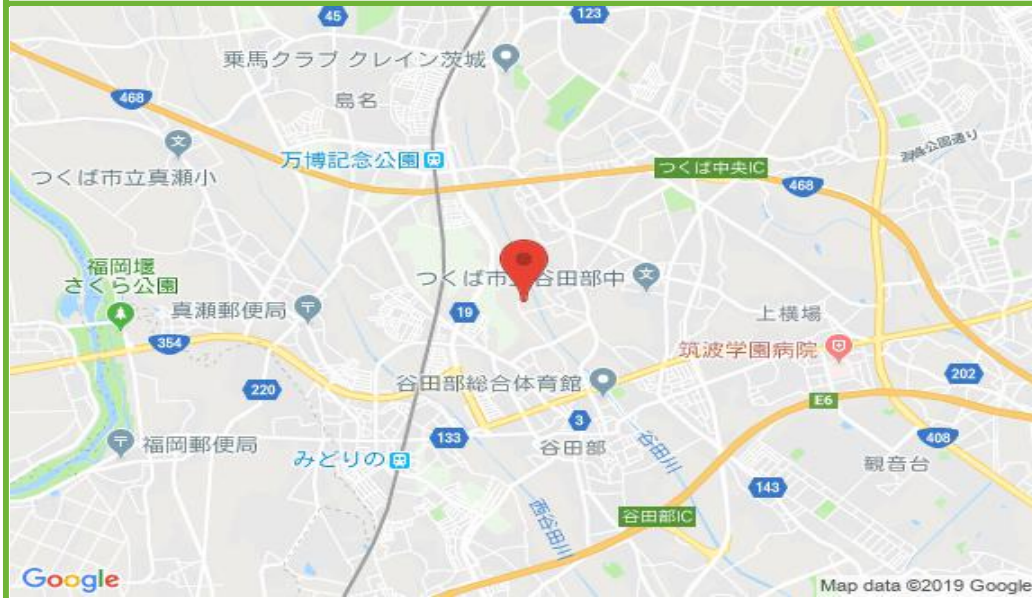 45
123
乗馬クラブ クレイン茨城
468
島名
万博記念公園
つくば中央IC
468
つくば市立真瀬小
福岡堰
さくら公園
真瀬郵便局
つくば市立谷田部中
19
上横場
354
筑波学園病院
220
谷田部総合体育館
202
E6
3
133
福岡郵便局
みどりの
谷田部
谷田川
408
観音台
143
西谷田川
谷田部IC
Google
Map data ©2019 Google